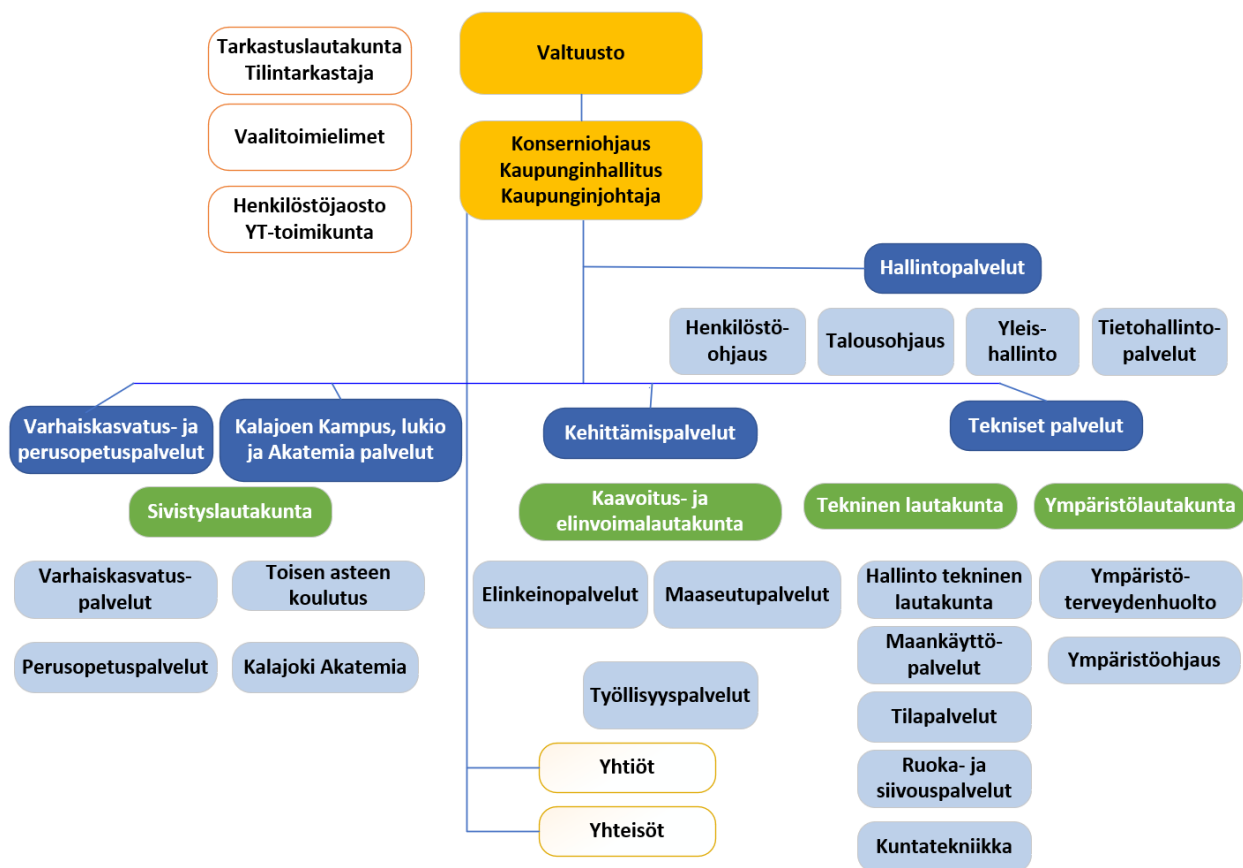 Tarkastuslautakunta
Tilintarkastaja
Valtuusto
Vaalitoimielimet
Konserniohjaus
Kaupunginhallitus
Kaupunginjohtaja
Henkilöstöjaosto
YT-toimikunta
Hallintopalvelut
Henkilöstö-
ohjaus
Talousohjaus
Yleis-
hallinto
Tietohallinto-
palvelut
Varhaiskasvatus- ja
perusopetuspalvelut
Kalajoen Kampus, lukio
ja Akatemia palvelut
Kehittämispalvelut
Tekniset palvelut
Sivistyslautakunta
Kaavoitus- ja
elinvoimalautakunta
Tekninen lautakunta
Ympäristölautakunta
Varhaiskasvatus-
palvelut
Toisen asteen
koulutus
Elinkeinopalvelut
Maaseutupalvelut
Hallinto tekninen
lautakunta
Ympäristö-
terveydenhuolto
Perusopetuspalvelut
Kalajoki Akatemia
Maankäyttö-
palvelut
Ympäristöohjaus
Työllisyyspalvelut
Tilapalvelut
Yhtiöt
Ruoka- ja
siivouspalvelut
Yhteisöt
Kuntatekniikka